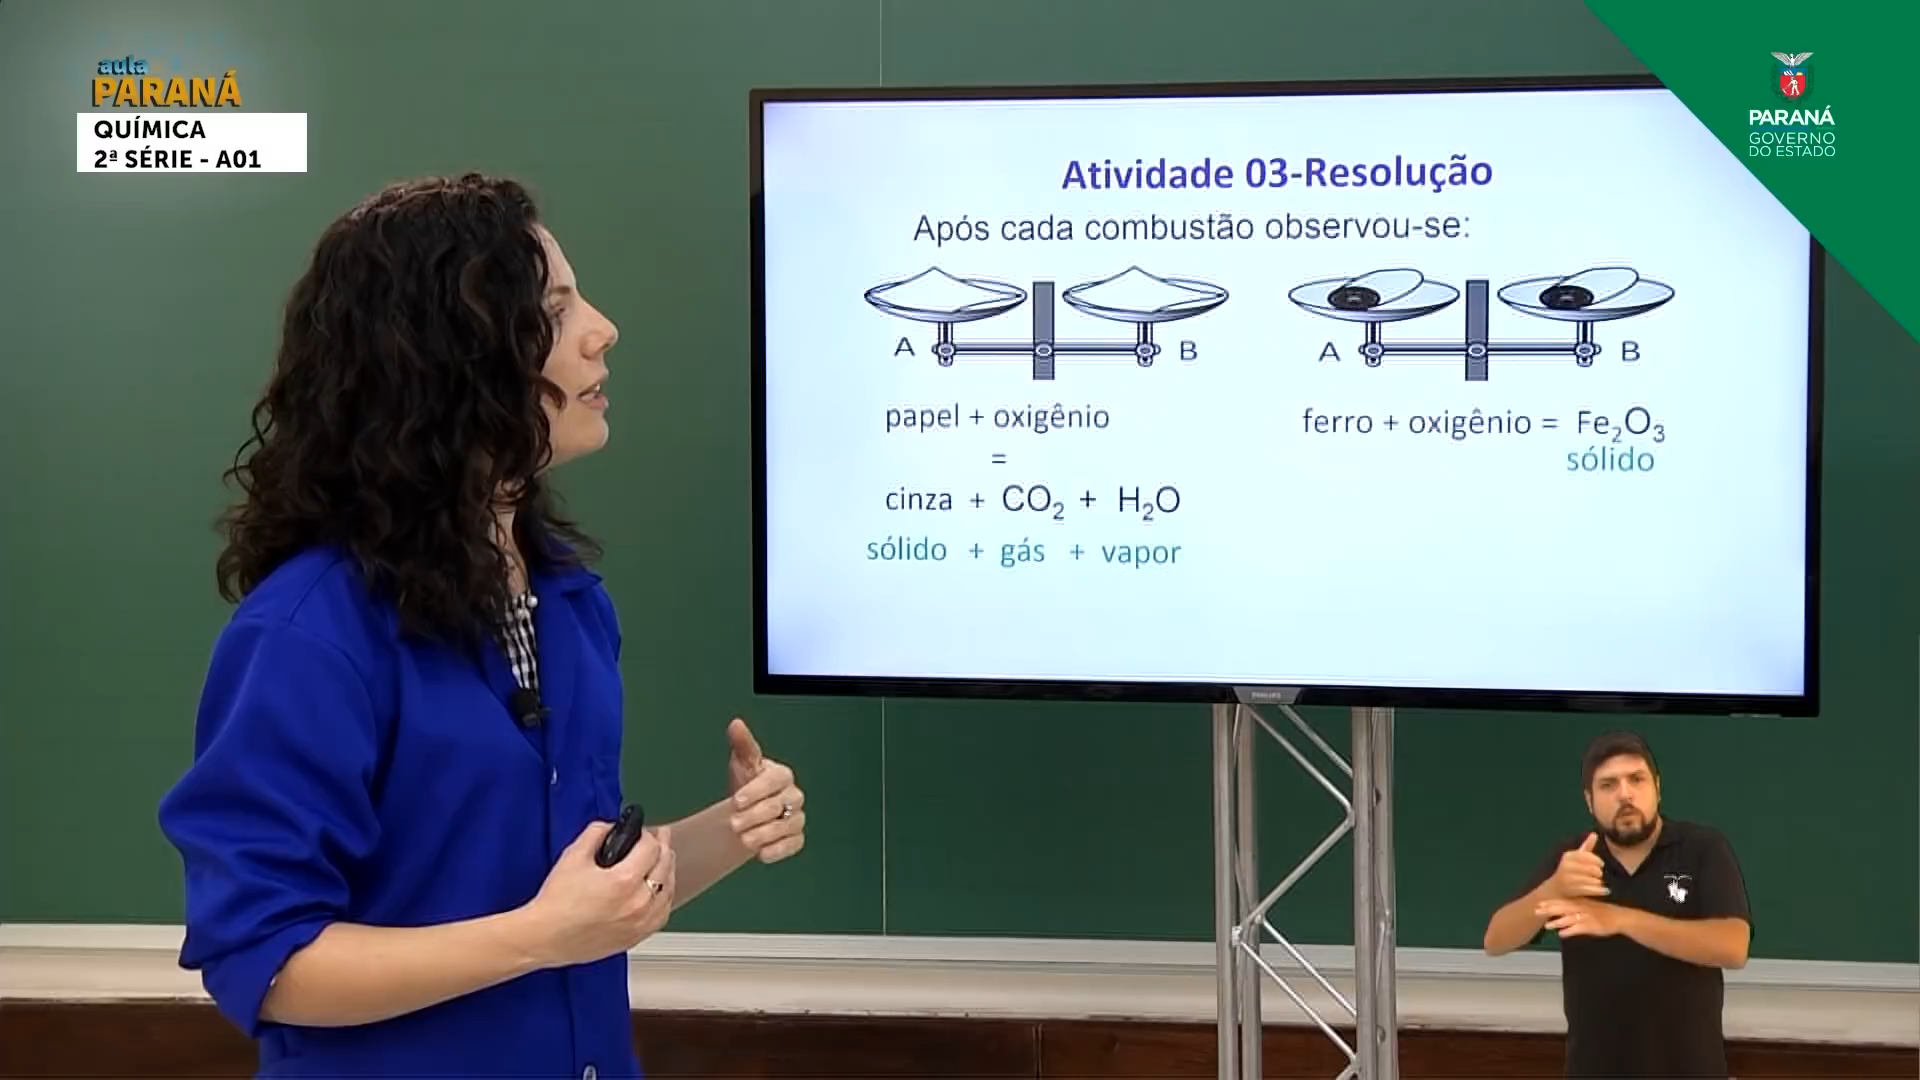 aula
PARANÁ
QUÍMICA
2ª SÉRIE - A01
PARANÁ
GOVERNO
DO ESTADO
Atividade 03-Resolução
Após cada combustão observou-se:
A B
A B
papel + oxigênio
=
cinza + CO₂ + H₂O
sólido + gás + vapor
ferro + oxigênio = Fe₂O₃
sólido
PHILIPS